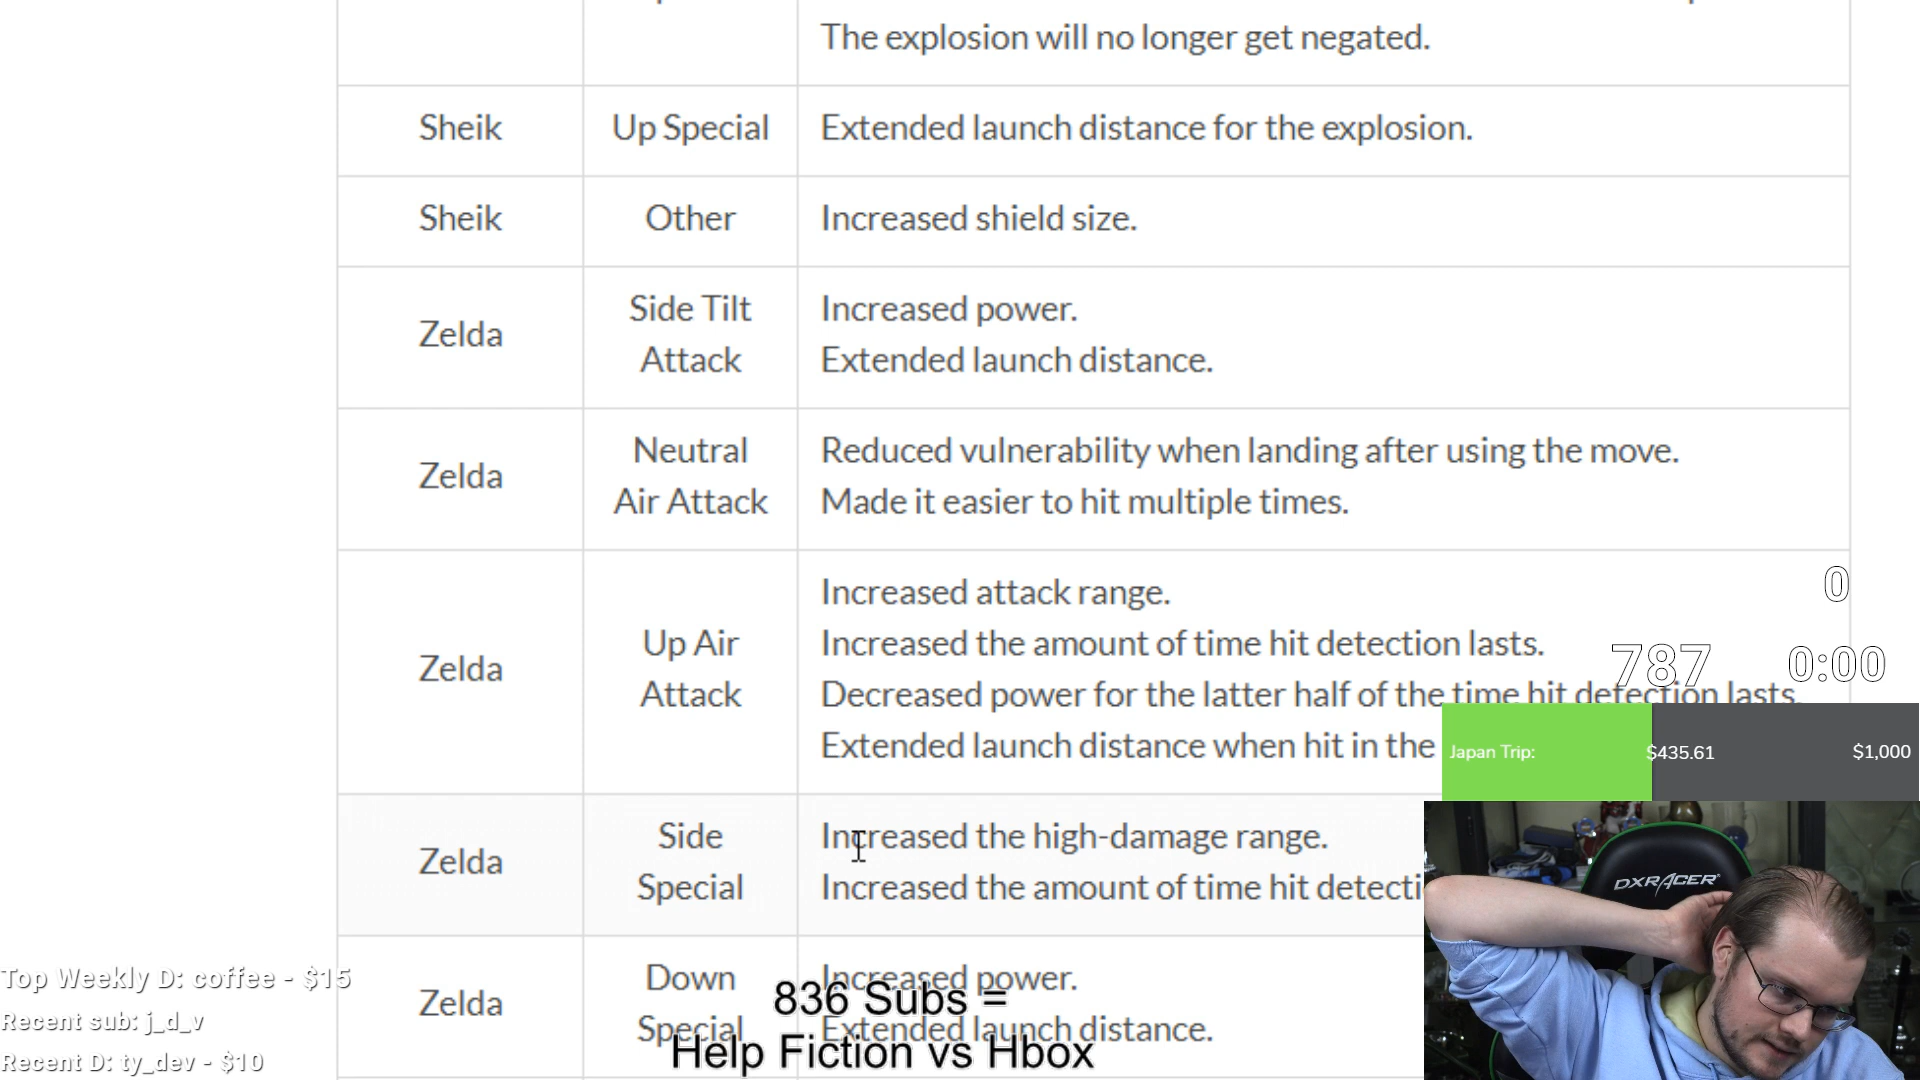 The explosion will no longer get negated.
Sheik
Up Special
Extended launch distance for the explosion.
Sheik
Other
Increased shield size.
Zelda
Side Tilt
Attack
Increased power.
Extended launch distance.
Zelda
Neutral
Air Attack
Reduced vulnerability when landing after using the move.
Made it easier to hit multiple times.
Zelda
Up Air
Attack
Increased attack range.
Increased the amount of time hit detection lasts.
Decreased power for the latter half of the time hit detection lasts.
Extended launch distance when hit in the
0
787
0:00
Japan Trip:
$435.61
$1,000
Zelda
Side
Special
Increased the high-damage range.
Increased the amount of time hit detecti
DXRACER
Zelda
Down
Special
Increased power.
Extended launch distance.
836 Subs =
Help Fiction vs Hbox
Top Weekly D: coffee - $15
Recent sub: j_d_v
Recent D: ty_dev - $10